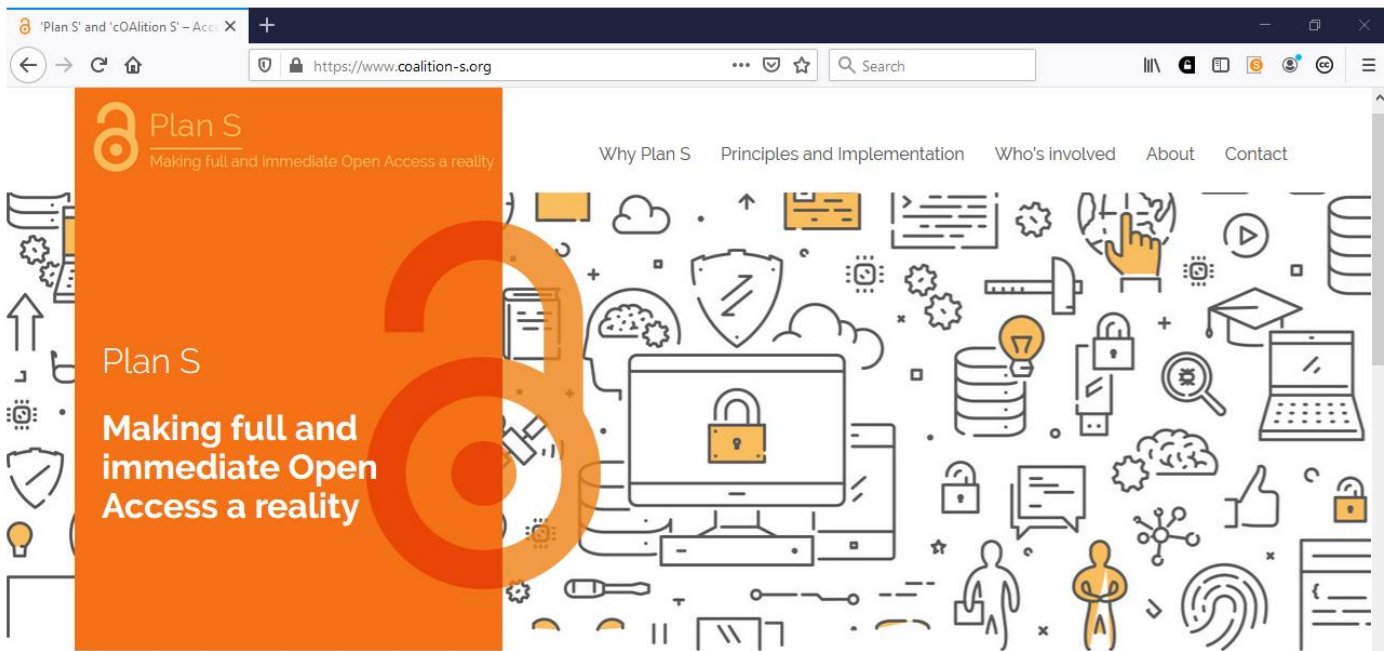 'Plan S' and 'cOAlition S' – Acce
https://www.coalition-s.org
Search
Plan S
Making full and immediate Open Access a reality
Why Plan S Principles and Implementation Who's involved About Contact
Plan S
Making full and
immediate Open
Access a reality